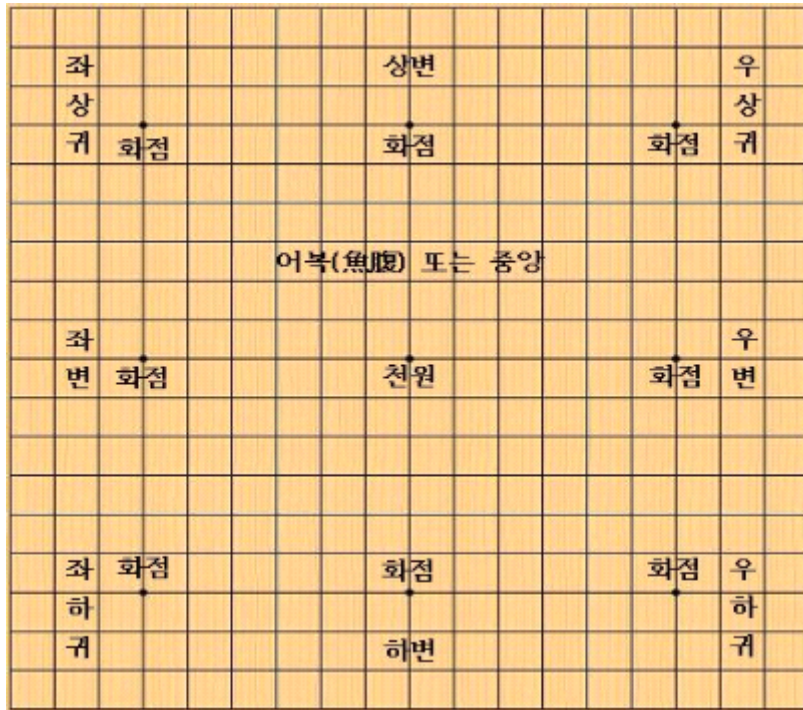 좌상귀
상변
우상귀
화점
화점
화점
어복(魚腹) 또는 중앙
좌변
우변
화점
천원
화점
화점
화점
화점
좌하귀
우하귀
하변